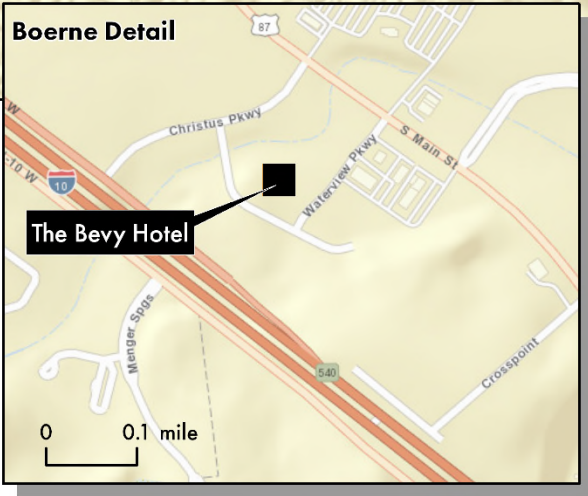 Boerne Detail
87
W
Christus Pkwy
S Main St
-10 W
10
Waterview Pkwy
The Bevy Hotel
Menger Spgs
540
Crosspoint
0 0.1 mile